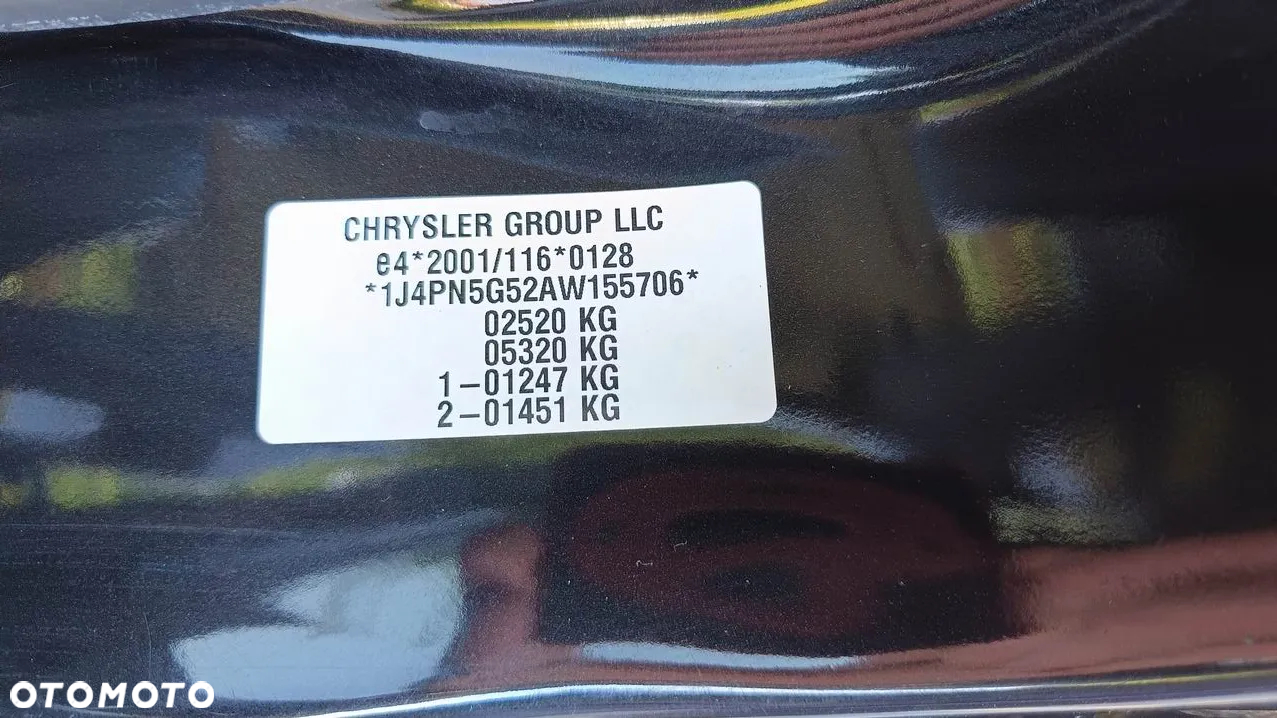 CHRYSLER GROUP LLC
e4*2001/116*0128
*1J4PN5G52AW155706*
02520 KG
05320 KG
1-01247 KG
2-01451 KG
OTOMOTO